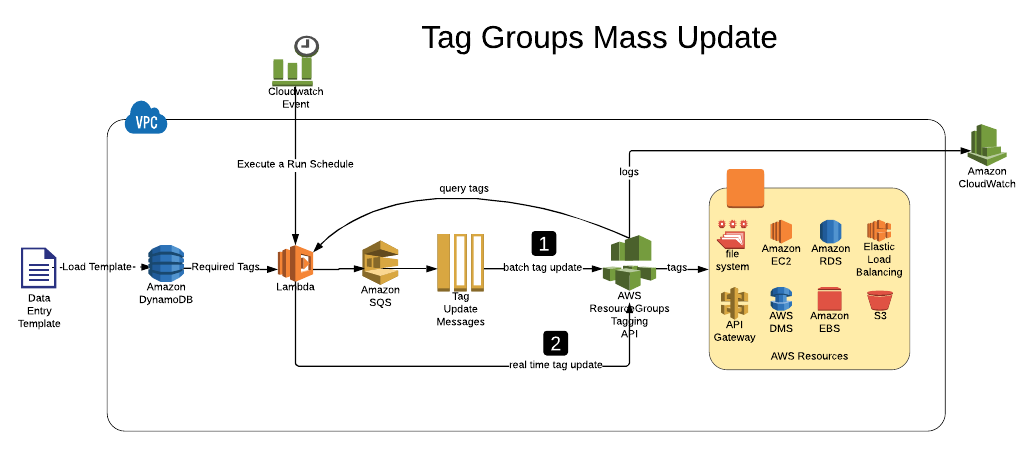 Tag Groups Mass Update
Cloudwatch
Event
VPC
Execute a Run Schedule
logs
Amazon
CloudWatch
query tags
1
Load Template
Required Tags
batch tag update
tags
Data
Entry
Template
Amazon
DynamoDB
Lambda
Amazon
SQS
Tag
Update
Messages
AWS
ResourceGroups
Tagging
API
file
system
Amazon
EC2
Amazon
RDS
Elastic
Load
Balancing
API
Gateway
AWS
DMS
Amazon
EBS
S3
AWS Resources
2
real time tag update